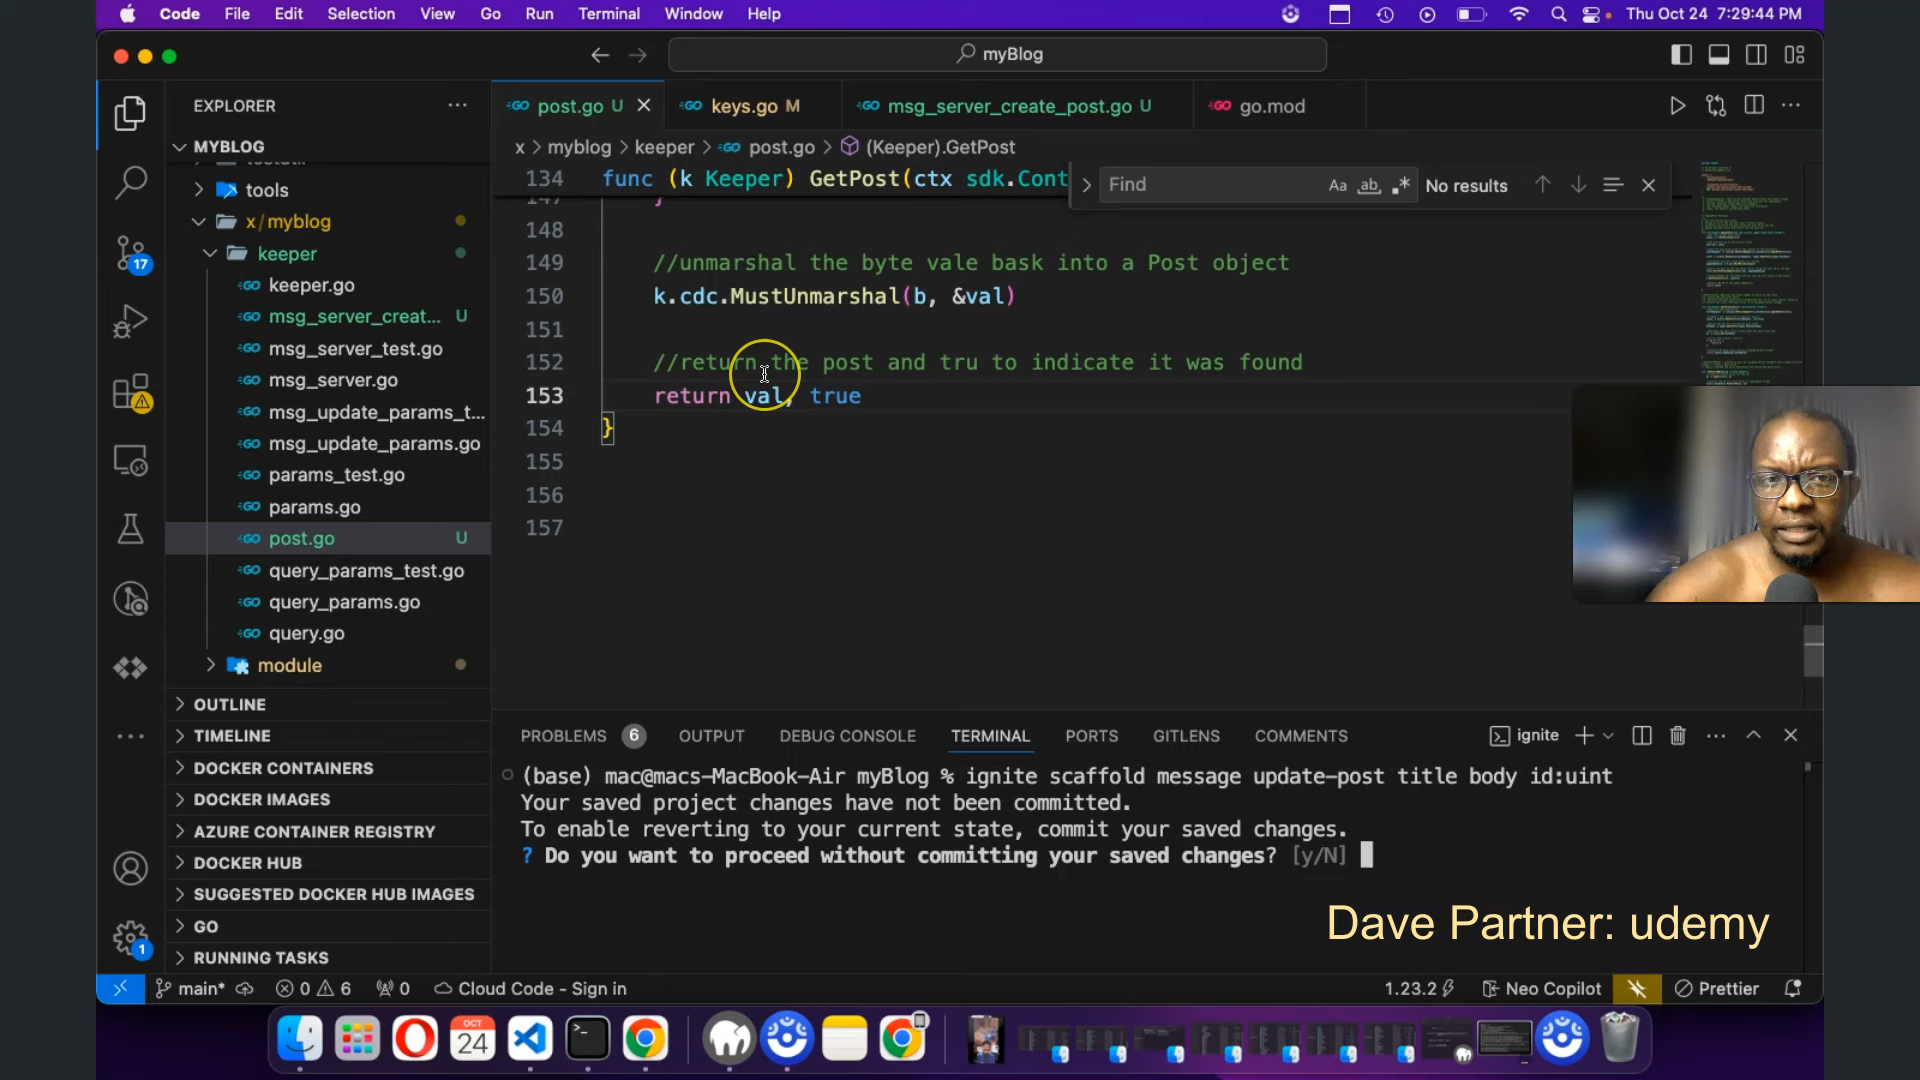 Code File Edit Selection View Go Run Terminal Window Help Thu Oct 24 7:29:44 PM
myBlog
EXPLORER
post.go U
keys.go M
msg_server_create_post.go U
go.mod
MYBLOG
x > myblog > keeper > post.go > (Keeper).GetPost
134 func (k Keeper) GetPost(ctx sdk.Cont
Find
No results
tools
x/myblog
keeper
keeper.go
msg_server_creat... U
msg_server_test.go
msg_server.go
msg_update_params_t...
msg_update_params.go
params_test.go
params.go
post.go U
query_params_test.go
query_params.go
query.go
module
17
147 }
148
149 //unmarshal the byte vale bask into a Post object
150 k.cdc.MustUnmarshal(b, &val)
151
152 //return the post and tru to indicate it was found
153 return val, true
154 }
155
156
157
OUTLINE
TIMELINE
DOCKER CONTAINERS
DOCKER IMAGES
AZURE CONTAINER REGISTRY
DOCKER HUB
SUGGESTED DOCKER HUB IMAGES
GO
RUNNING TASKS
1
PROBLEMS 6 OUTPUT DEBUG CONSOLE TERMINAL PORTS GITLENS COMMENTS ignite
(base) mac@macs-MacBook-Air myBlog % ignite scaffold message update-post title body id:uint
Your saved project changes have not been committed.
To enable reverting to your current state, commit your saved changes.
? Do you want to proceed without committing your saved changes? [y/N]
Dave Partner: udemy
main* 0 6 0 Cloud Code - Sign in 1.23.2 Neo Copilot Prettier
OCT
24